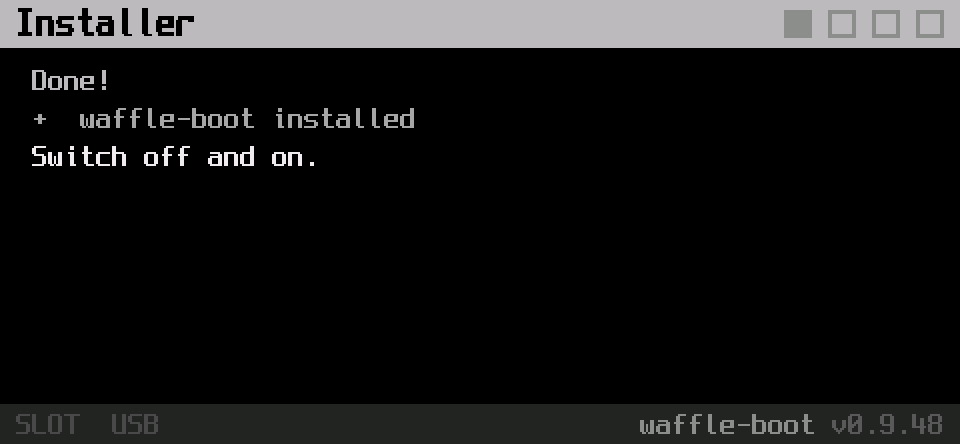 Installer
Done!
+ waffle-boot installed
Switch off and on.
SLOT USB waffle-boot v0.9.48